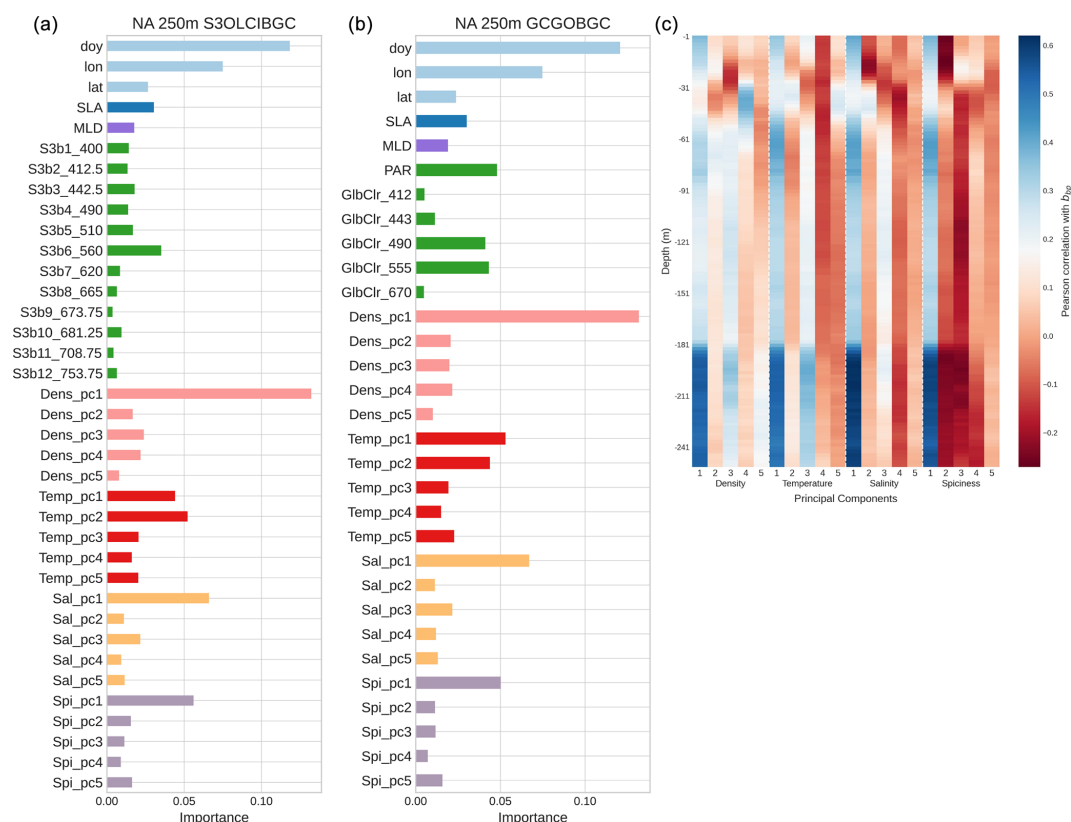 (a)
NA 250m S3OLCIBGC
doy
lon
lat
SLA
MLD
S3b1_400
S3b2_412.5
S3b3_442.5
S3b4_490
S3b5_510
S3b6_560
S3b7_620
S3b8_665
S3b9_673.75
S3b10_681.25
S3b11_708.75
S3b12_753.75
Dens_pc1
Dens_pc2
Dens_pc3
Dens_pc4
Dens_pc5
Temp_pc1
Temp_pc2
Temp_pc3
Temp_pc4
Temp_pc5
Sal_pc1
Sal_pc2
Sal_pc3
Sal_pc4
Sal_pc5
Spi_pc1
Spi_pc2
Spi_pc3
Spi_pc4
Spi_pc5
0.00 0.05 0.10
Importance
(b)
NA 250m GCGOBGC
doy
lon
lat
SLA
MLD
PAR
GlbClr_412
GlbClr_443
GlbClr_490
GlbClr_555
GlbClr_670
Dens_pc1
Dens_pc2
Dens_pc3
Dens_pc4
Dens_pc5
Temp_pc1
Temp_pc2
Temp_pc3
Temp_pc4
Temp_pc5
Sal_pc1
Sal_pc2
Sal_pc3
Sal_pc4
Sal_pc5
Spi_pc1
Spi_pc2
Spi_pc3
Spi_pc4
Spi_pc5
0.00 0.05 0.10
Importance
(c)
Depth (m)
-1
-31
-61
-91
-121
-151
-181
-211
-241
1 2 3 4 5 1 2 3 4 5 1 2 3 4 5 1 2 3 4 5
Density Temperature Salinity Spiciness
Principal Components
0.6
0.5
0.4
0.3
0.2
0.1
0.0
−0.1
−0.2
Pearson correlation with b_bp